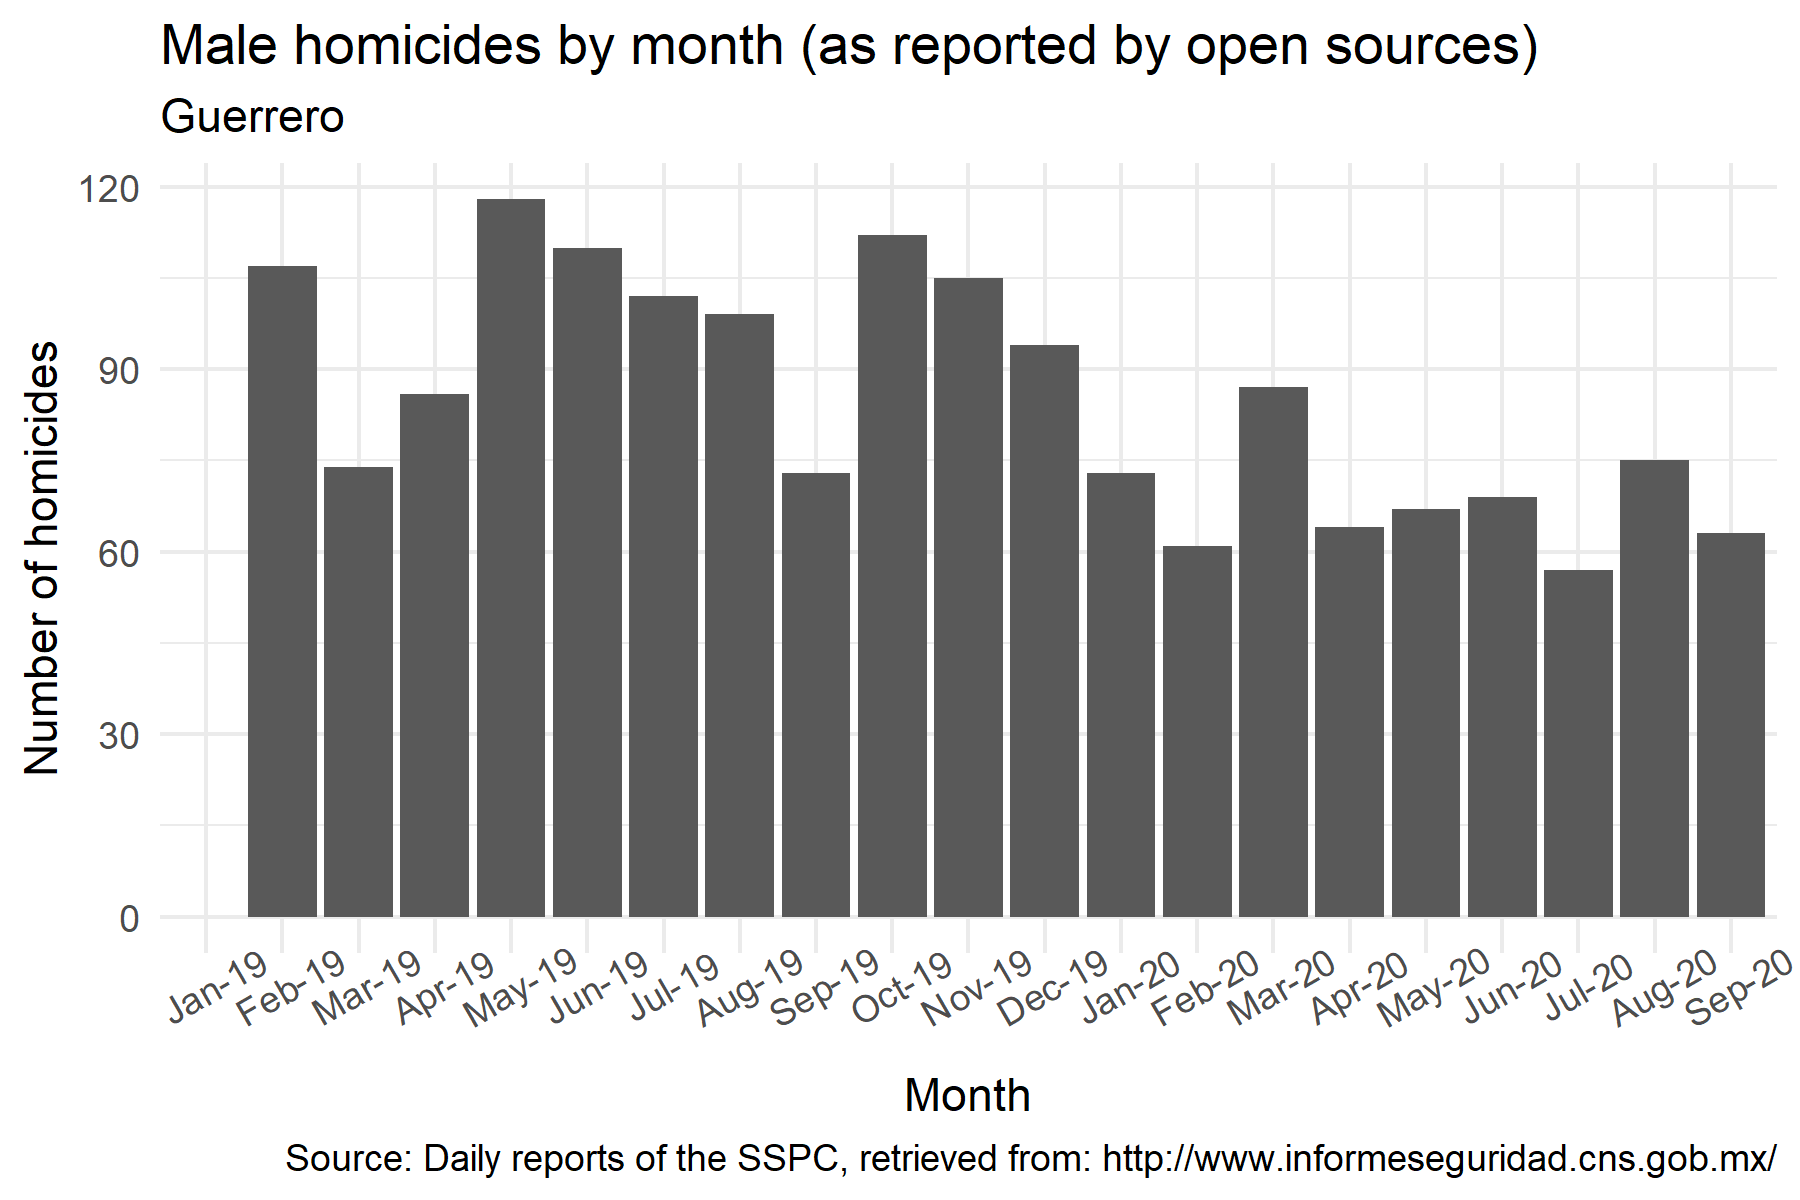 Male homicides by month (as reported by open sources)
Guerrero
Number of homicides
120
90
60
30
0
Jan-19
Feb-19
Mar-19
Apr-19
May-19
Jun-19
Jul-19
Aug-19
Sep-19
Oct-19
Nov-19
Dec-19
Jan-20
Feb-20
Mar-20
Apr-20
May-20
Jun-20
Jul-20
Aug-20
Sep-20
Month
Source: Daily reports of the SSPC, retrieved from: http://www.informeseguridad.cns.gob.mx/